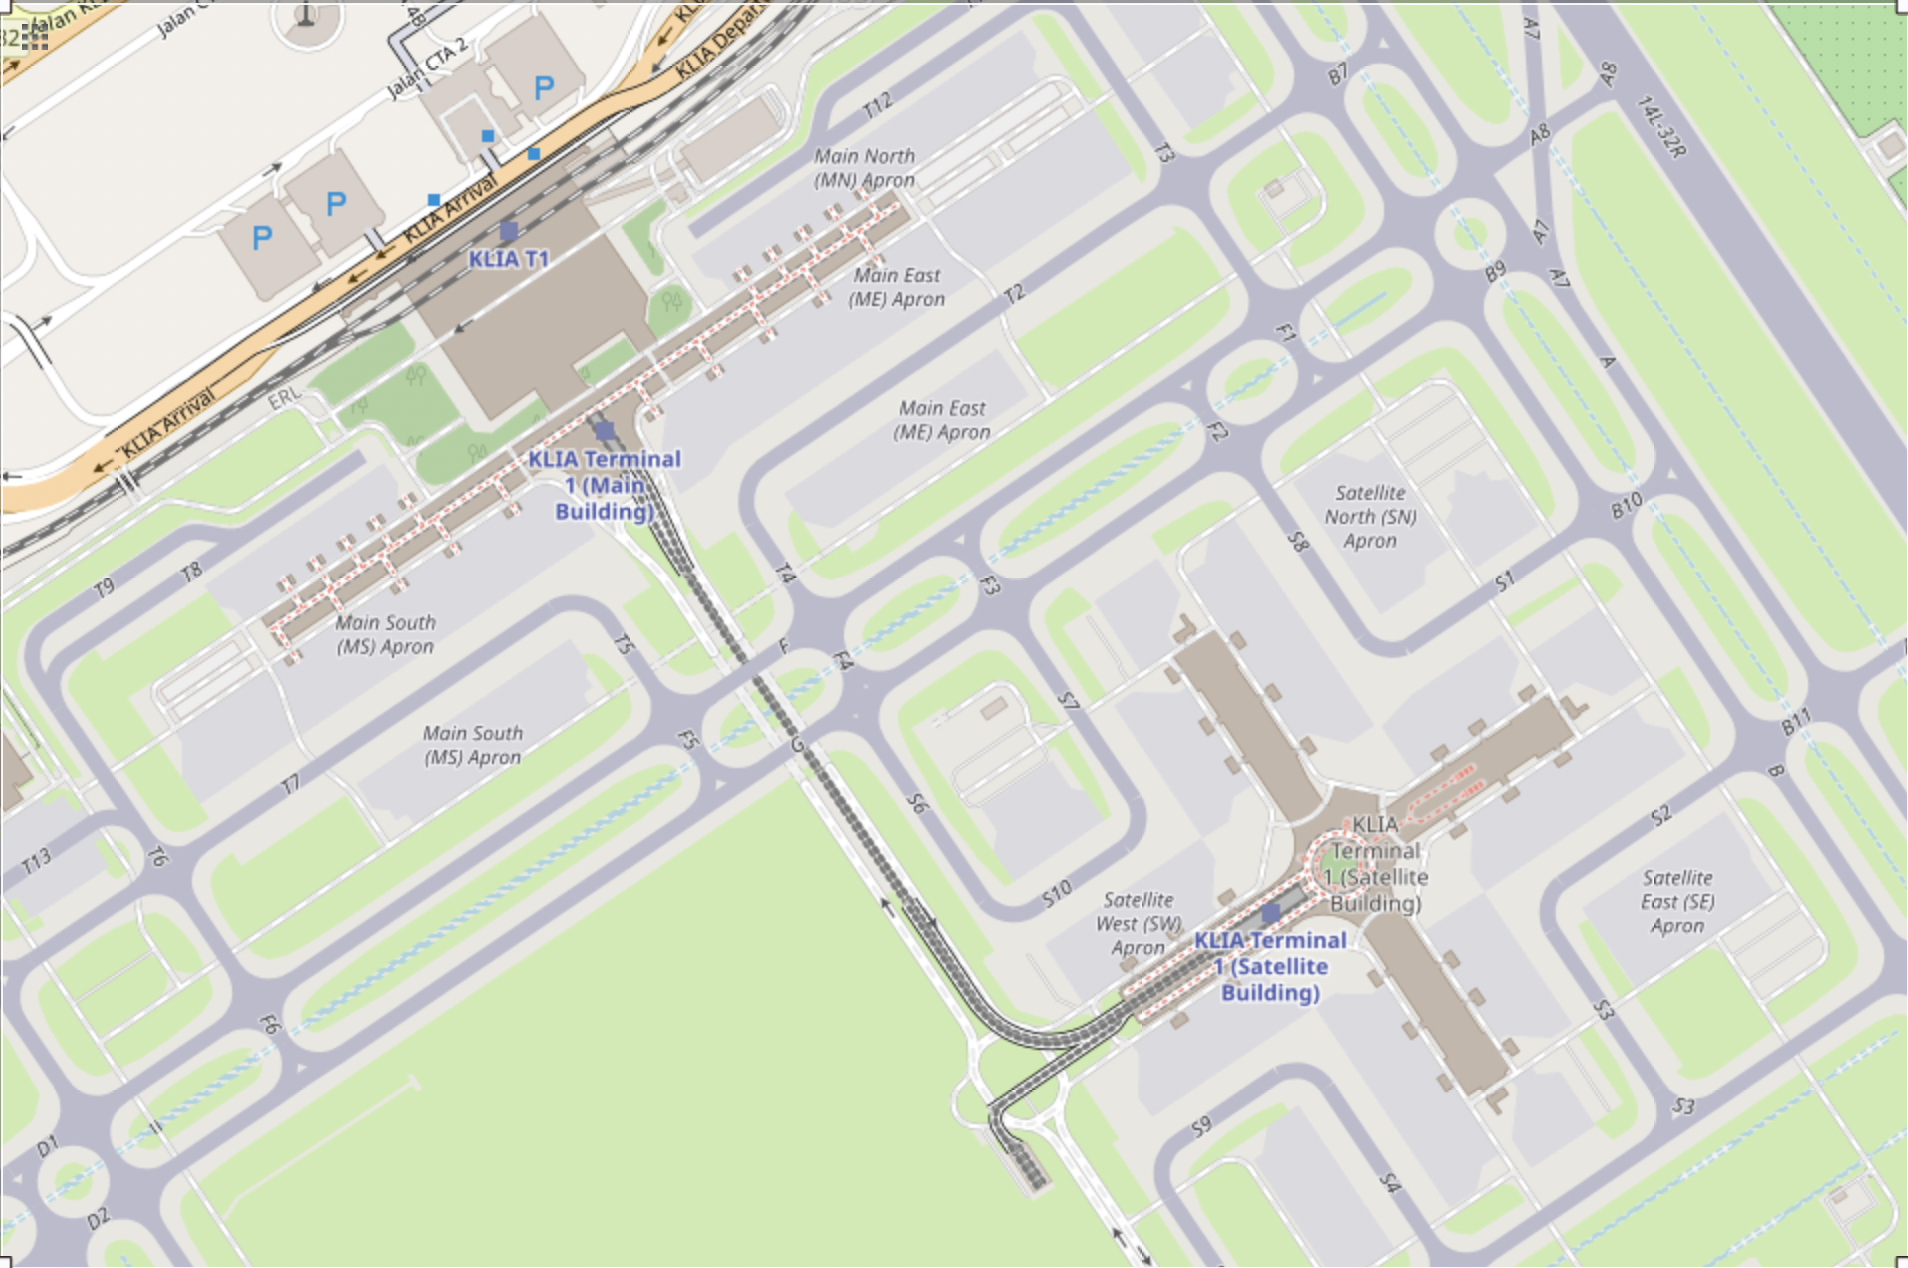 Jalan CTA 2
KLIA Departure
KLIA Arrival
P
P
P
KLIA T1
KLIA Arrival
ERL
T12
Main North
(MN) Apron
T3
Main East
(ME) Apron
T2
Main East
(ME) Apron
KLIA Terminal
1 (Main
Building)
B7
A7
A8
A8
14L-32R
A7
B9
A7
A
F1
F2
F3
Satellite
North (SN)
Apron
B10
S8
S1
T9
T8
Main South
(MS) Apron
T5
T4
F
F4
F5
G
S7
S6
S10
Main South
(MS) Apron
T7
T13
T6
B11
B
S2
KLIA
Terminal
1 (Satellite
Building)
Satellite
West (SW)
Apron
KLIA Terminal
1 (Satellite
Building)
Satellite
East (SE)
Apron
S3
S3
F6
D1
D2
S9
S4